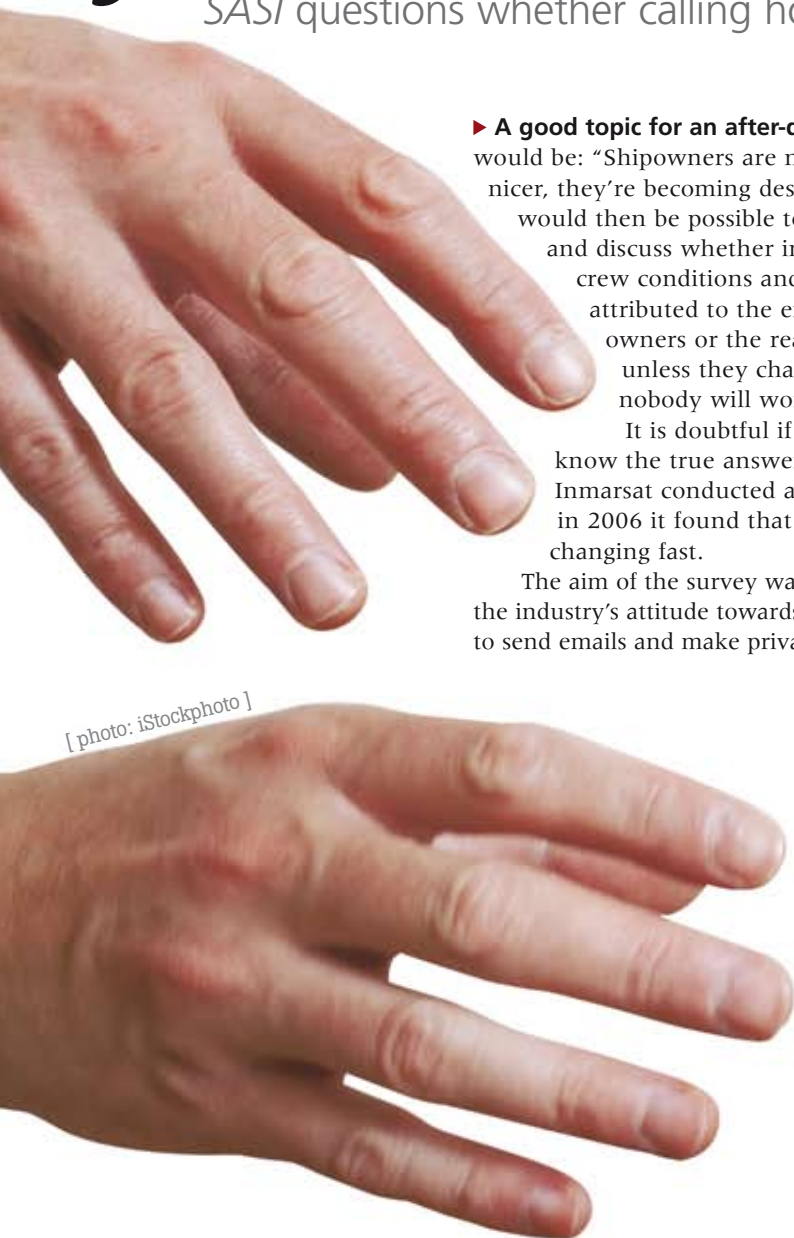 SASI questions whether calling ho
A good topic for an after-d
would be: “Shipowners are n
nicer, they’re becoming des
would then be possible to
and discuss whether in
crew conditions and
attributed to the e
owners or the rea
unless they cha
nobody will wo
It is doubtful if
know the true answe
Inmarsat conducted a
in 2006 it found that
changing fast.
The aim of the survey wa
the industry’s attitude towards
to send emails and make priva
[ photo: iStockphoto ]